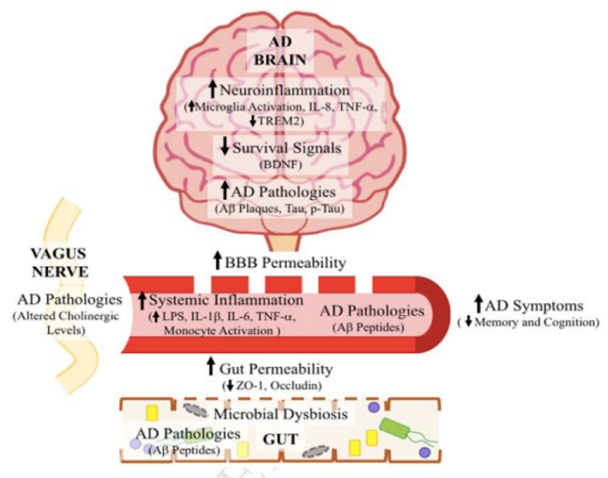 AD
BRAIN
↑Neuroinflammation
(↑Microglia Activation, IL-8, TNF-α,
↓TREM2)
↓ Survival Signals
(BDNF)
↑AD Pathologies
(Aβ Plaques, Tau, p-Tau)
↑BBB Permeability
VAGUS
NERVE
AD Pathologies
(Altered Cholinergic
Levels)
↑Systemic Inflammation
(↑LPS, IL-1β, IL-6, TNF-α,
Monocyte Activation )
AD Pathologies
(Aβ Peptides)
↑AD Symptoms
(↓Memory and Cognition)
↑ Gut Permeability
(↓ZO-1, Occludin)
Microbial Dysbiosis
AD Pathologies
(Aβ Peptides)
GUT